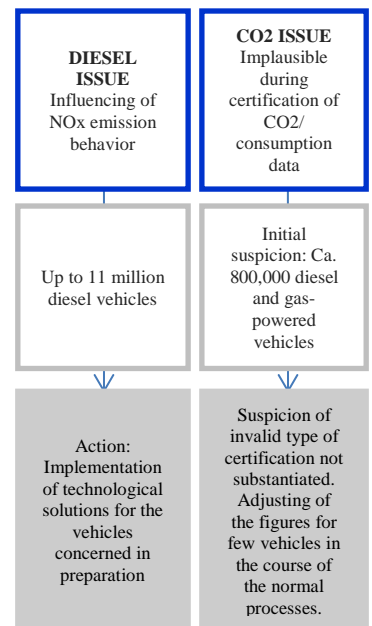 DIESEL
ISSUE
Influencing of
NOx emission
behavior
Up to 11 million
diesel vehicles
Action:
Implementation
of technological
solutions for the
vehicles
concerned in
preparation
CO2 ISSUE
Implausible
during
certification of
CO2/
consumption
data
Initial
suspicion: Ca.
800,000 diesel
and gas-
powered
vehicles
Suspicion of
invalid type of
certification not
substantiated.
Adjusting of
the figures for
few vehicles in
the course of
the normal
processes.